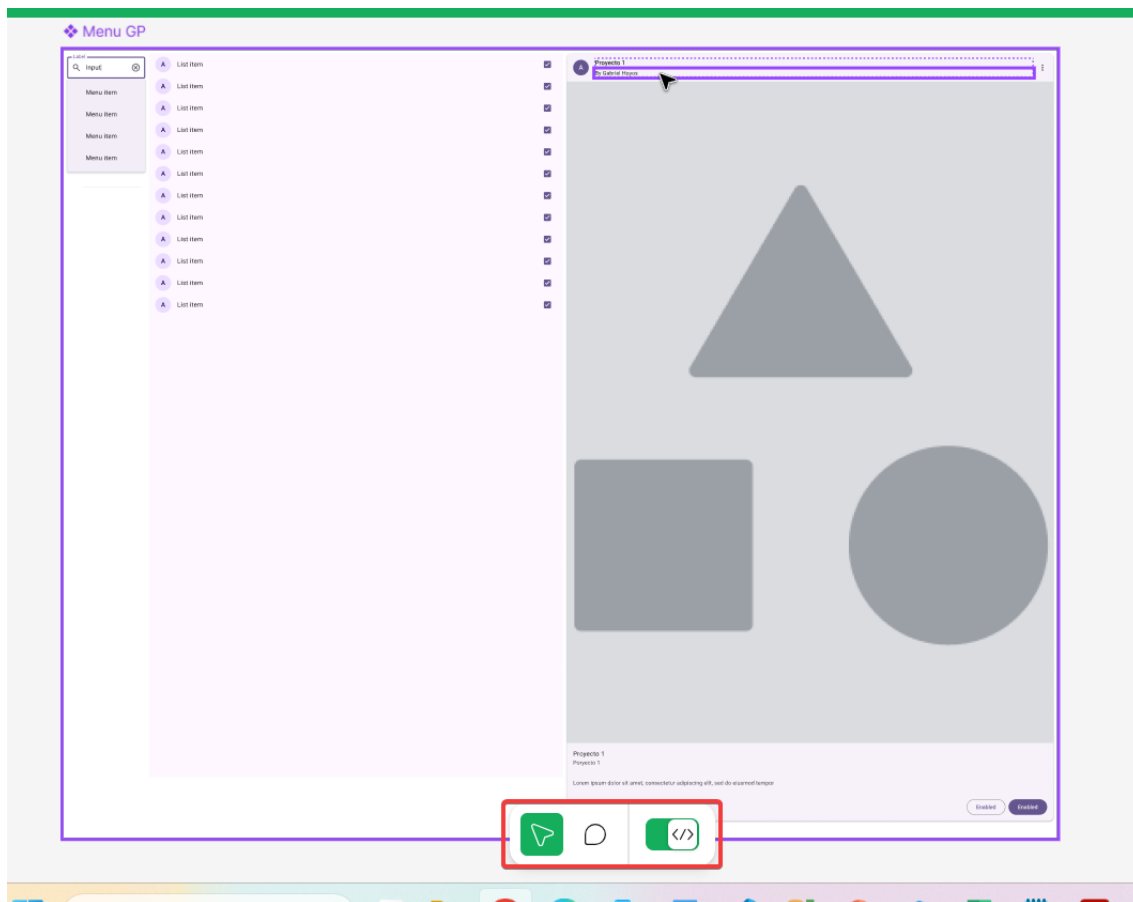 Menu GP
Label
Input
Menu item
Menu item
Menu item
Menu item
A List item
A List item
A List item
A List item
A List item
A List item
A List item
A List item
A List item
A List item
A List item
A List item
A
Proyecto 1
By Gabriel Hoyos
Proyecto 1
Proyecto 1
Lorem ipsum dolor sit amet, consectetur adipiscing elit, sed do eiusmod tempor
Enabled Enabled